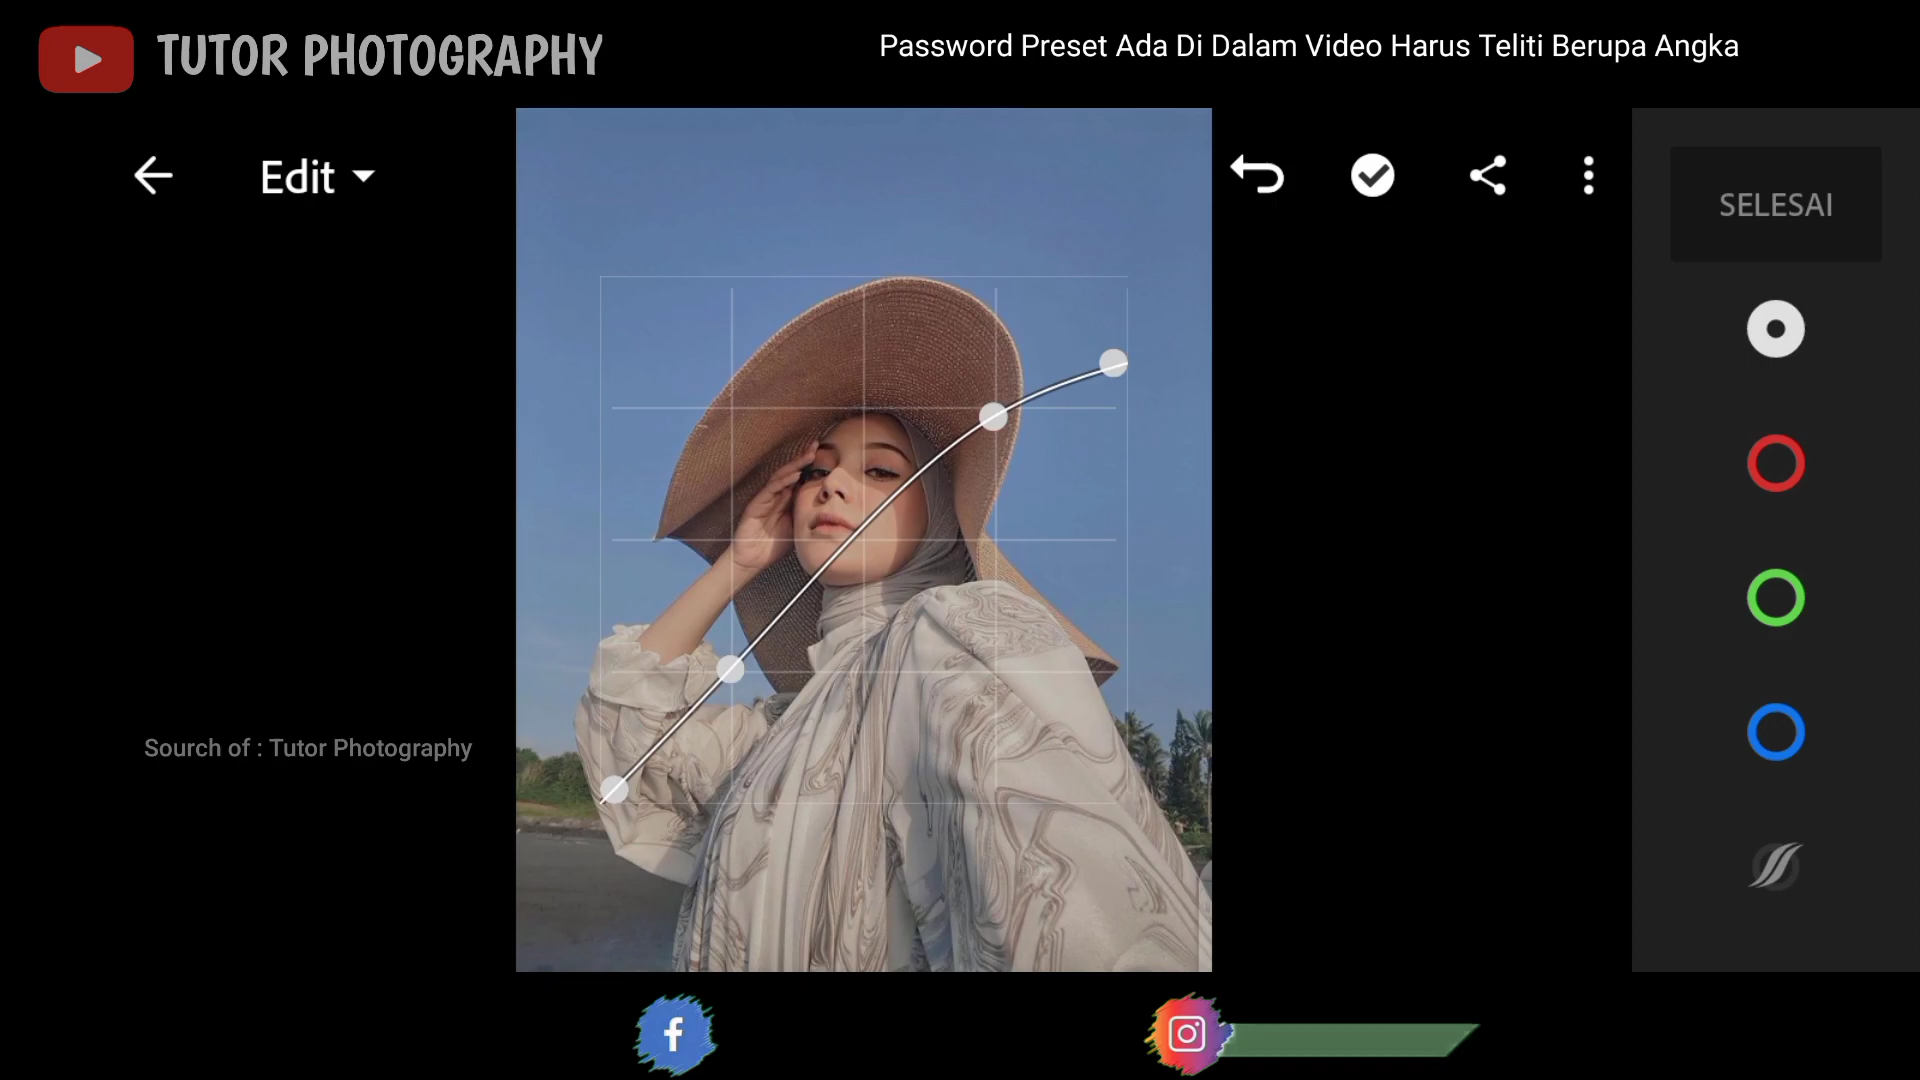 TUTOR PHOTOGRAPHY
Password Preset Ada Di Dalam Video Harus Teliti Berupa Angka
Edit
SELESAI
Sourch of : Tutor Photography